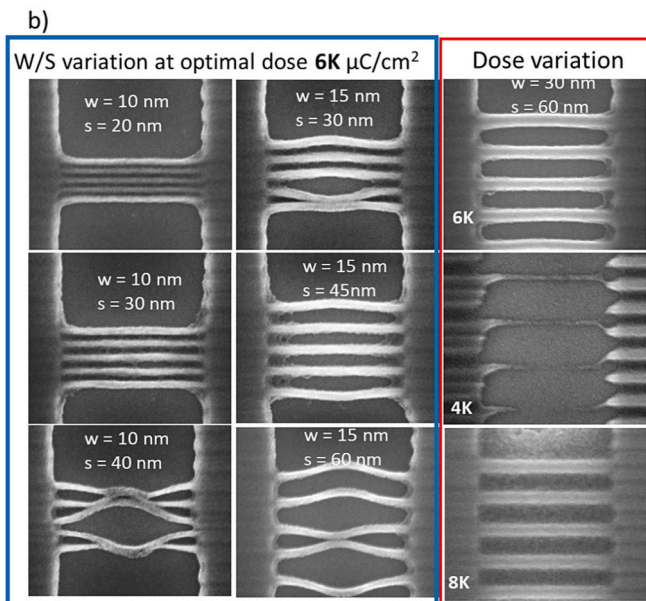 b)
W/S variation at optimal dose 6K μC/cm²
Dose variation
w = 10 nm
s = 20 nm
w = 15 nm
s = 30 nm
w = 30 nm
s = 60 nm
6K
w = 10 nm
s = 30 nm
w = 15 nm
s = 45nm
4K
w = 10 nm
s = 40 nm
w = 15 nm
s = 60 nm
8K